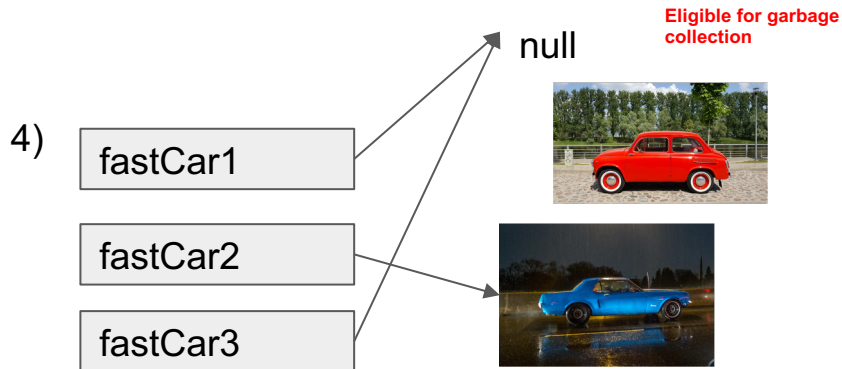 Eligible for garbage
collection
null
4)
fastCar1
fastCar2
fastCar3